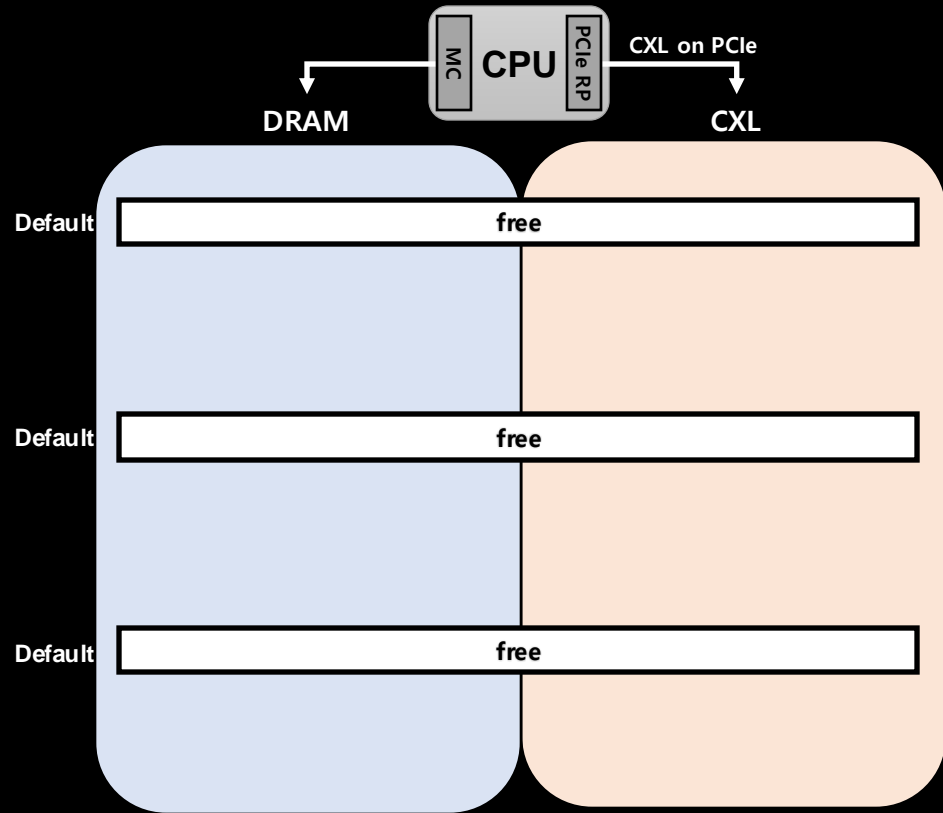 MC
CPU
PCIe RP
CXL on PCIe
DRAM
CXL
Default
free
Default
free
Default
free